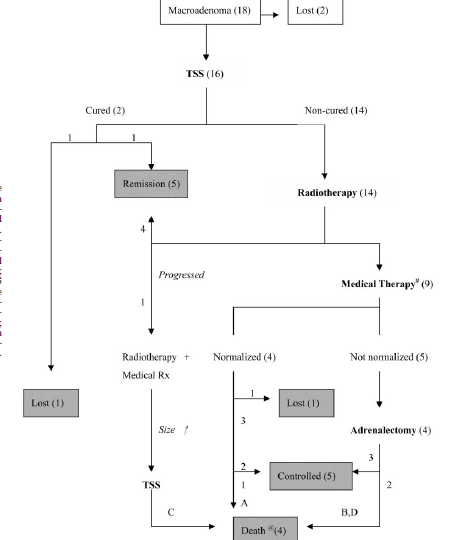 Macroadenoma (18)
Lost (2)
TSS (16)
Cured (2)
Non-cured (14)
1
1
Remission (5)
Radiotherapy (14)
4
Progressed
Medical Therapy# (9)
1
Radiotherapy +
Medical Rx
Normalized (4)
Not normalized (5)
Lost (1)
1
Lost (1)
3
Size ↑
Adrenalectomy (4)
3
2
Controlled (5)
1
2
TSS
A
C
B,D
Death @(4)